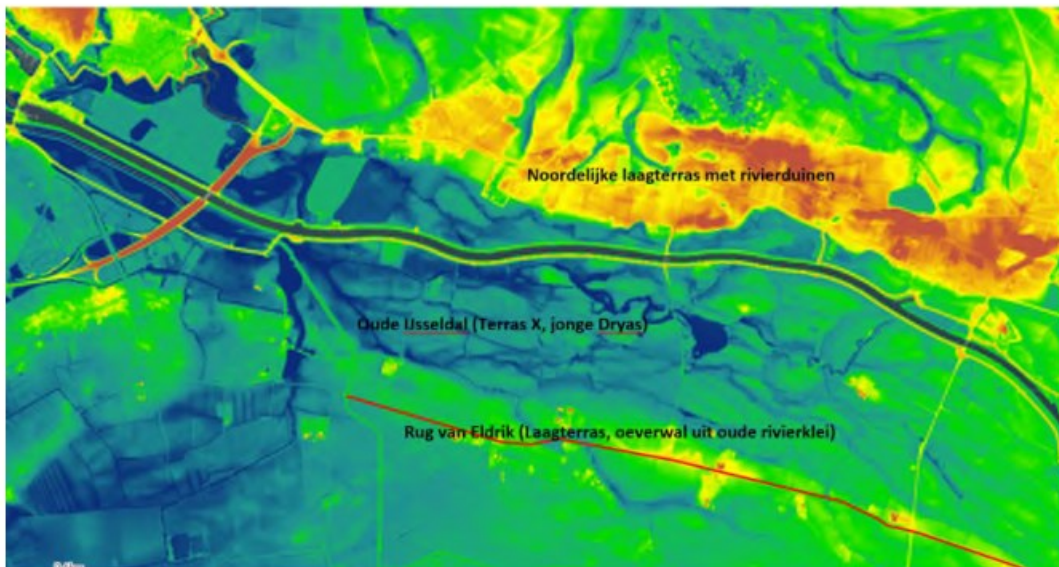 Noordelijke laagterras met rivierduinen
Oude IJsseldal (Terras X, jonge Dryas)
Rug van Eldrik (Laagterras, oeverwal uit oude rivierklei)